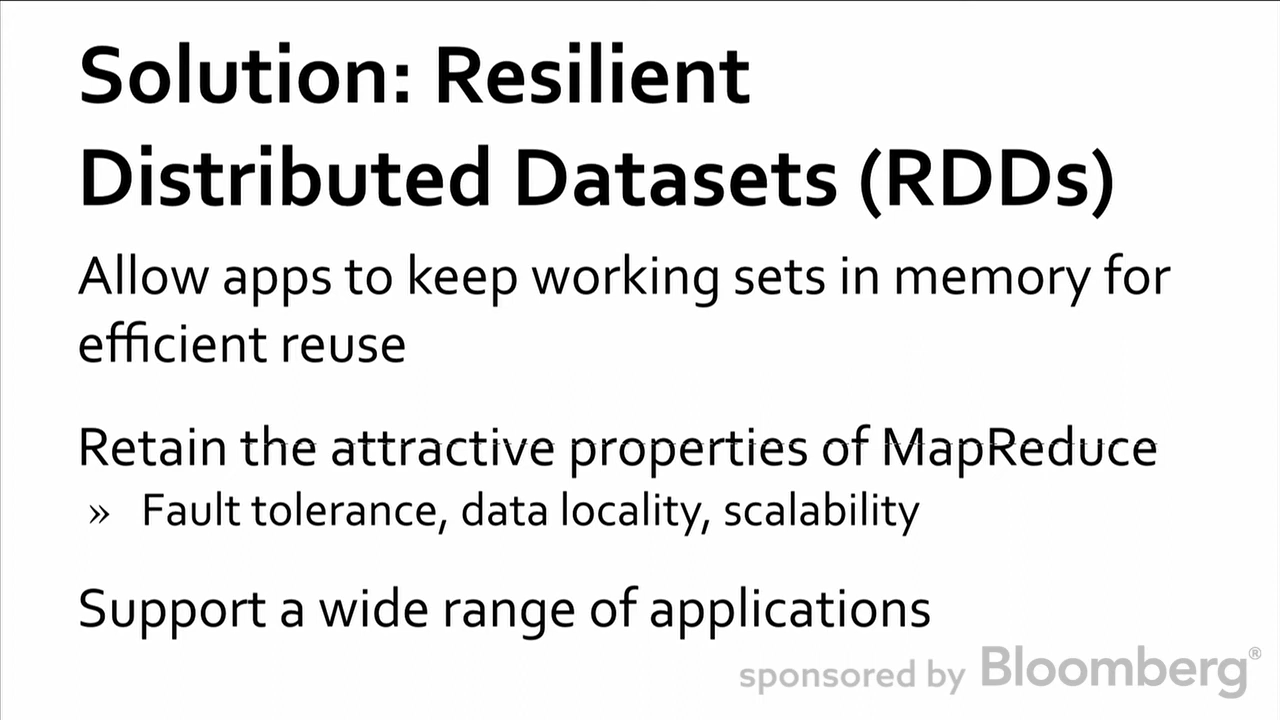 Solution: Resilient
Distributed Datasets (RDDs)
Allow apps to keep working sets in memory for
efficient reuse
Retain the attractive properties of MapReduce
» Fault tolerance, data locality, scalability
Support a wide range of applications
sponsored by Bloomberg®